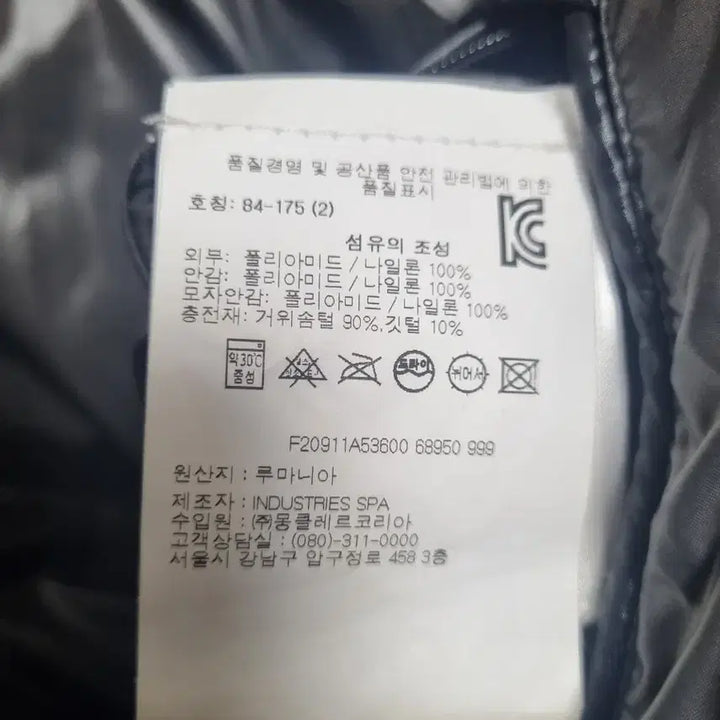 품질경영 및 공산품 안전 관리법에 의한
품질표시
호칭: 84-175 (2)
섬유의 조성
외부: 폴리아미드 / 나일론 100%
안감: 폴리아미드 / 나일론 100%
모자안감: 폴리아미드 / 나일론 100%
충전재: 거위솜털 90%,깃털 10%
약30℃
중성
드라이
뉘어서
F20911A53600 68950 999
원산지 : 루마니아
제조자 : INDUSTRIES SPA
수입원 : ㈜몽클레르코리아
고객상담실 : (080)-311-0000
서울시 강남구 압구정로 458 3층